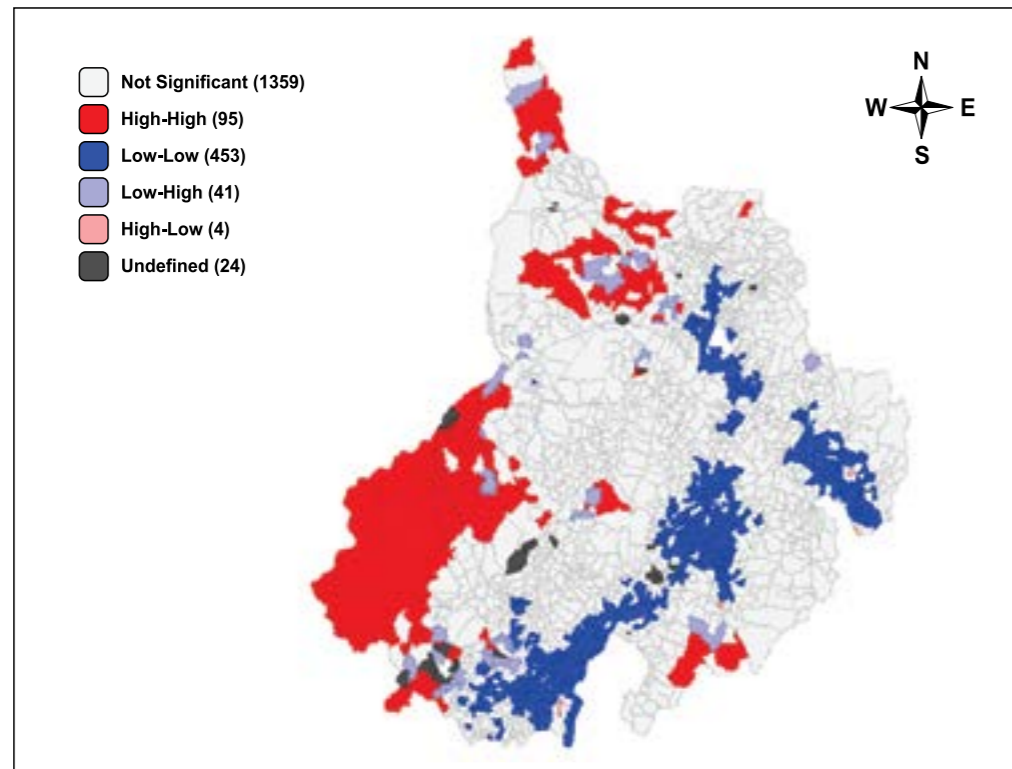 Not Significant (1359)
High-High (95)
Low-Low (453)
Low-High (41)
High-Low (4)
Undefined (24)
N
W E
S